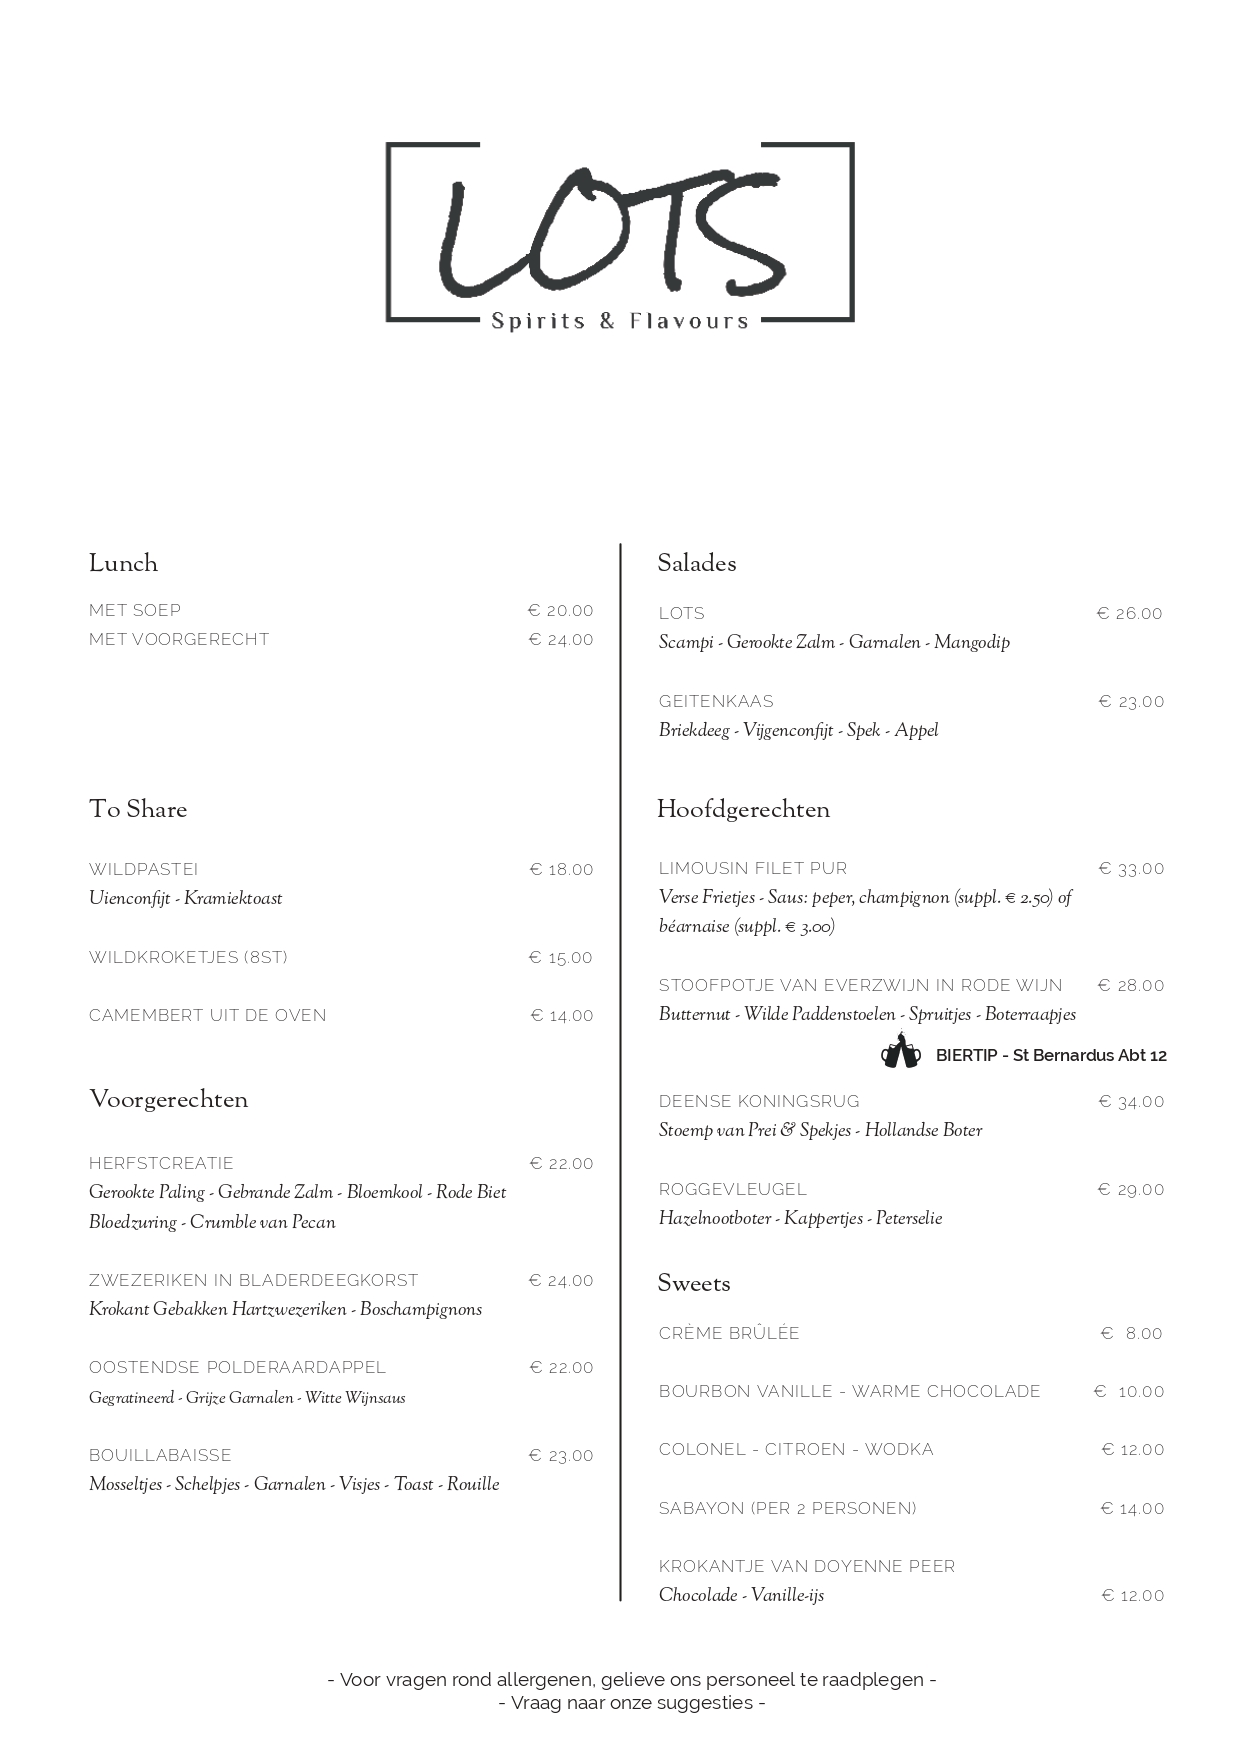 LOTS
Spirits & Flavours
Lunch
MET SOEP € 20.00
MET VOORGERECHT € 24.00
To Share
WILDPASTEI € 18.00
Uienconfijt - Kramiektoast
WILDKROKETJES (8ST) € 15.00
CAMEMBERT UIT DE OVEN € 14.00
Voorgerechten
HERFSTCREATIE € 22.00
Gerookte Paling - Gebrande Zalm - Bloemkool - Rode Biet
Bloedzuring - Crumble van Pecan
ZWEZERIKEN IN BLADERDEEGKORST € 24.00
Krokant Gebakken Hartzwezeriken - Boschampignons
OOSTENDSE POLDERAARDAPPEL € 22.00
Gegratineerd - Grijze Garnalen - Witte Wijnsaus
BOUILLABAISSE € 23.00
Mosseltjes - Schelpjes - Garnalen - Visjes - Toast - Rouille
Salades
LOTS € 26.00
Scampi - Gerookte Zalm - Garnalen - Mangodip
GEITENKAAS € 23.00
Briekdeeg - Vijgenconfijt - Spek - Appel
Hoofdgerechten
LIMOUSIN FILET PUR € 33.00
Verse Frietjes - Saus: peper, champignon (suppl. € 2.50) of
béarnaise (suppl. € 3.00)
STOOFPOTJE VAN EVERZWIJN IN RODE WIJN € 28.00
Butternut - Wilde Paddenstoelen - Spruitjes - Boterraapjes
BIERTIP - St Bernardus Abt 12
DEENSE KONINGSRUG € 34.00
Stoemp van Prei & Spekjes - Hollandse Boter
ROGGEVLEUGEL € 29.00
Hazelnootboter - Kappertjes - Peterselie
Sweets
CRÈME BRÛLÉE € 8.00
BOURBON VANILLE - WARME CHOCOLADE € 10.00
COLONEL - CITROEN - WODKA € 12.00
SABAYON (PER 2 PERSONEN) € 14.00
KROKANTJE VAN DOYENNE PEER
Chocolade - Vanille-ijs € 12.00
- Voor vragen rond allergenen, gelieve ons personeel te raadplegen -
- Vraag naar onze suggesties -